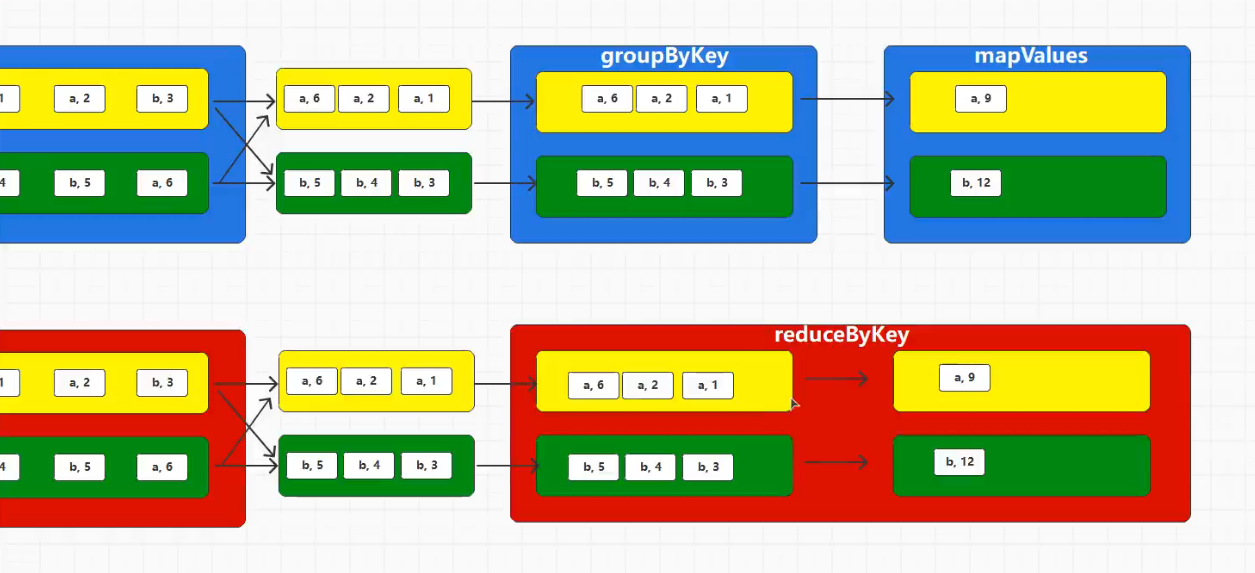 groupByKey mapValues
1 a, 2 b, 3 a, 6 a, 2 a, 1 a, 6 a, 2 a, 1 a, 9
4 b, 5 a, 6 b, 5 b, 4 b, 3 b, 5 b, 4 b, 3 b, 12
reduceByKey
1 a, 2 b, 3 a, 6 a, 2 a, 1 a, 6 a, 2 a, 1 a, 9
4 b, 5 a, 6 b, 5 b, 4 b, 3 b, 5 b, 4 b, 3 b, 12